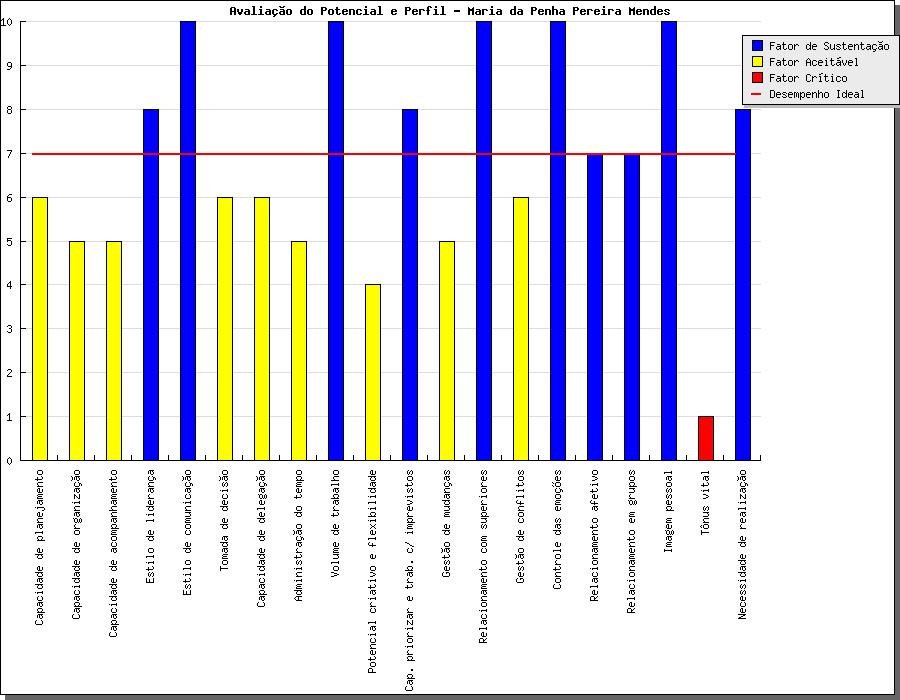 Avaliação do Potencial e Perfil - Maria da Penha Pereira Mendes
Fator de Sustentação
Fator Aceitável
Fator Crítico
Desempenho Ideal
10
9
8
7
6
5
4
3
2
1
0
Capacidade de planejamento
Capacidade de organização
Capacidade de acompanhamento
Estilo de liderança
Estilo de comunicação
Tomada de decisão
Capacidade de delegação
Administração do tempo
Volume de trabalho
Potencial criativo e flexibilidade
Cap. priorizar e trab. c/ imprevistos
Gestão de mudanças
Relacionamento com superiores
Gestão de conflitos
Controle das emoções
Relacionamento afetivo
Relacionamento em grupos
Imagem pessoal
Tônus vital
Necessidade de realização